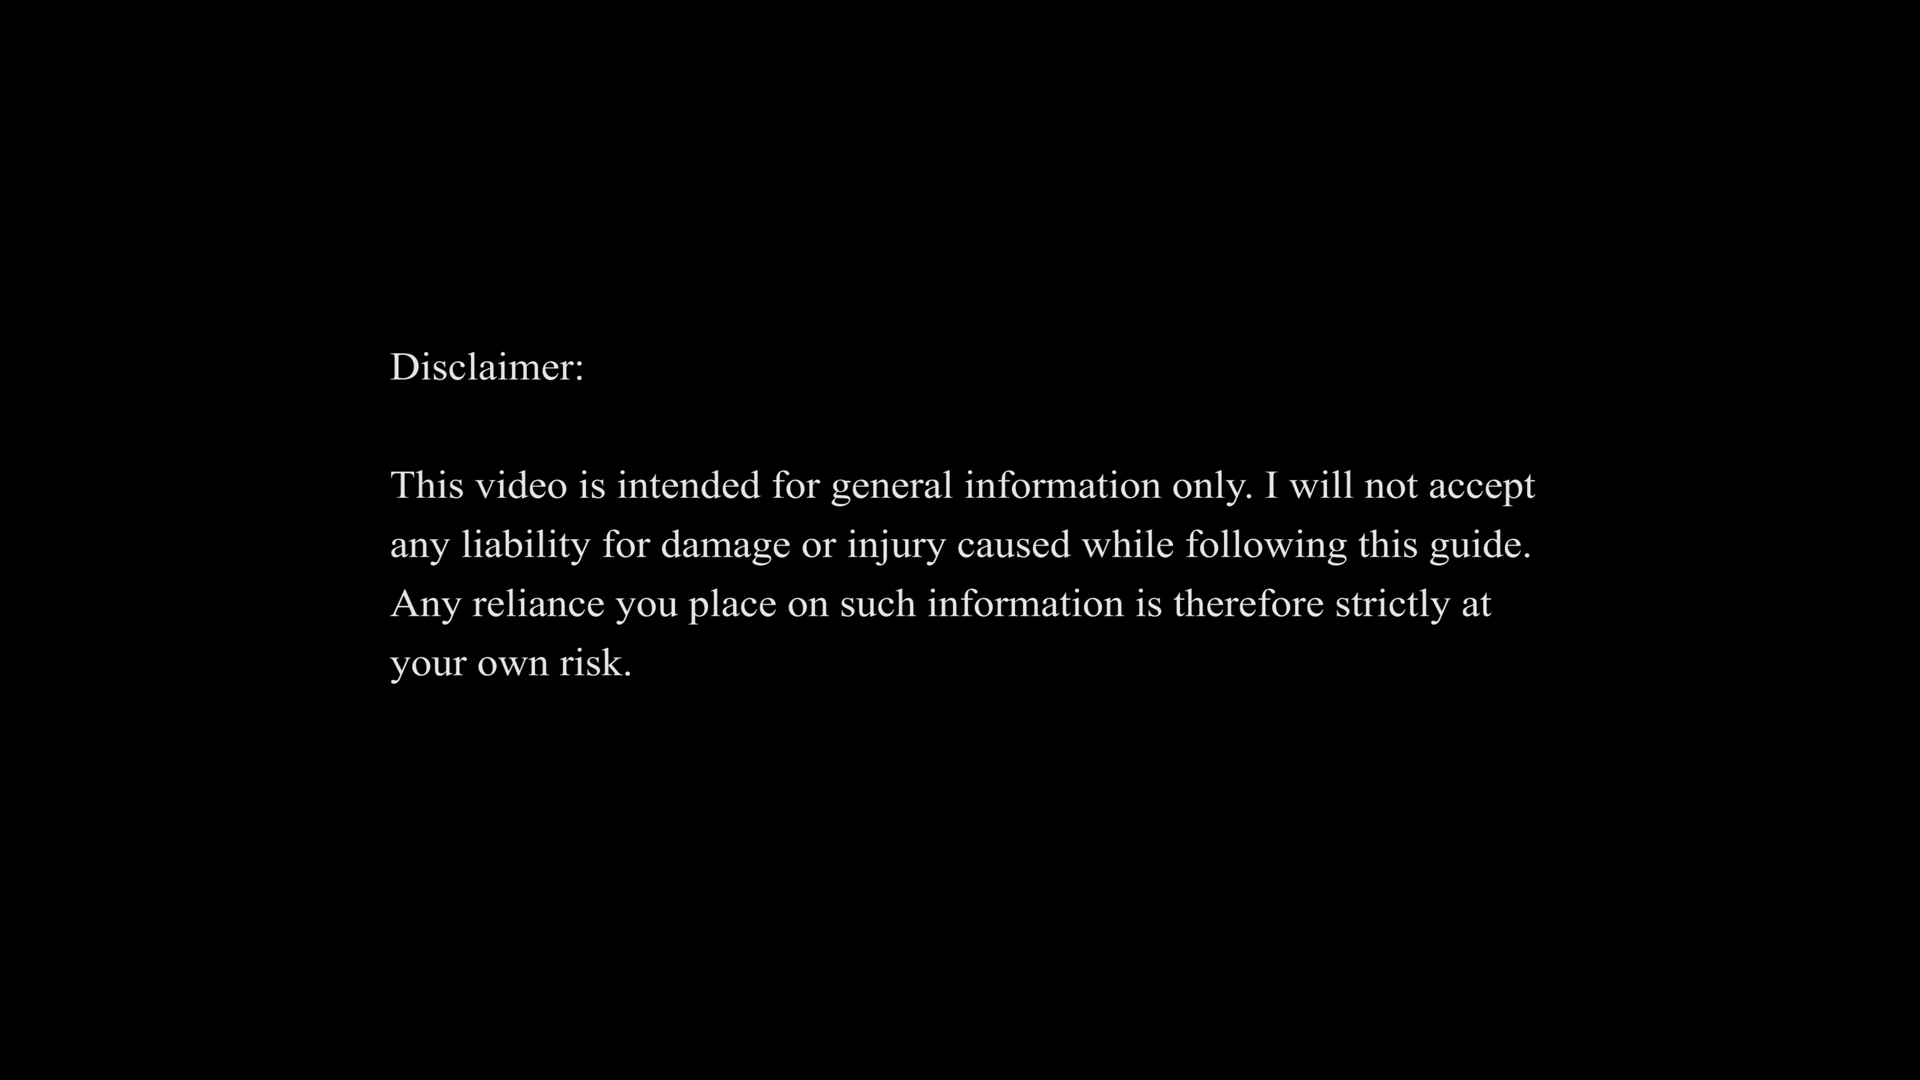 Disclaimer:
This video is intended for general information only. I will not accept
any liability for damage or injury caused while following this guide.
Any reliance you place on such information is therefore strictly at
your own risk.